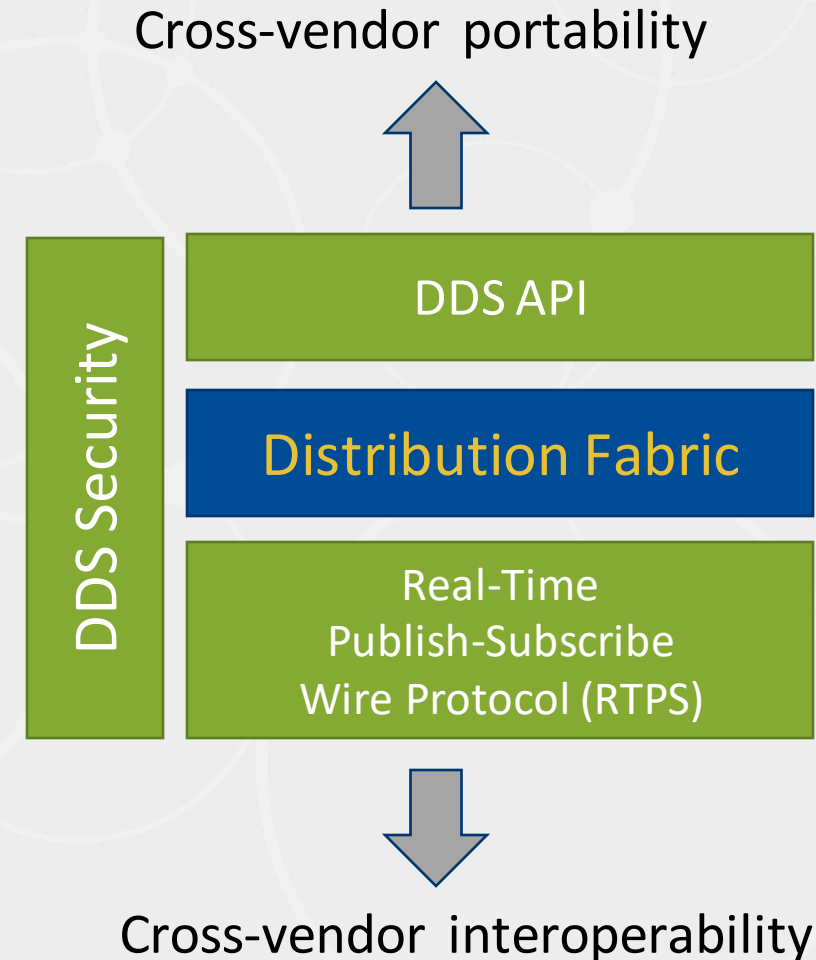 Cross-vendor portability
DDS Security
DDS API
Distribution Fabric
Real-Time
Publish-Subscribe
Wire Protocol (RTPS)
Cross-vendor interoperability